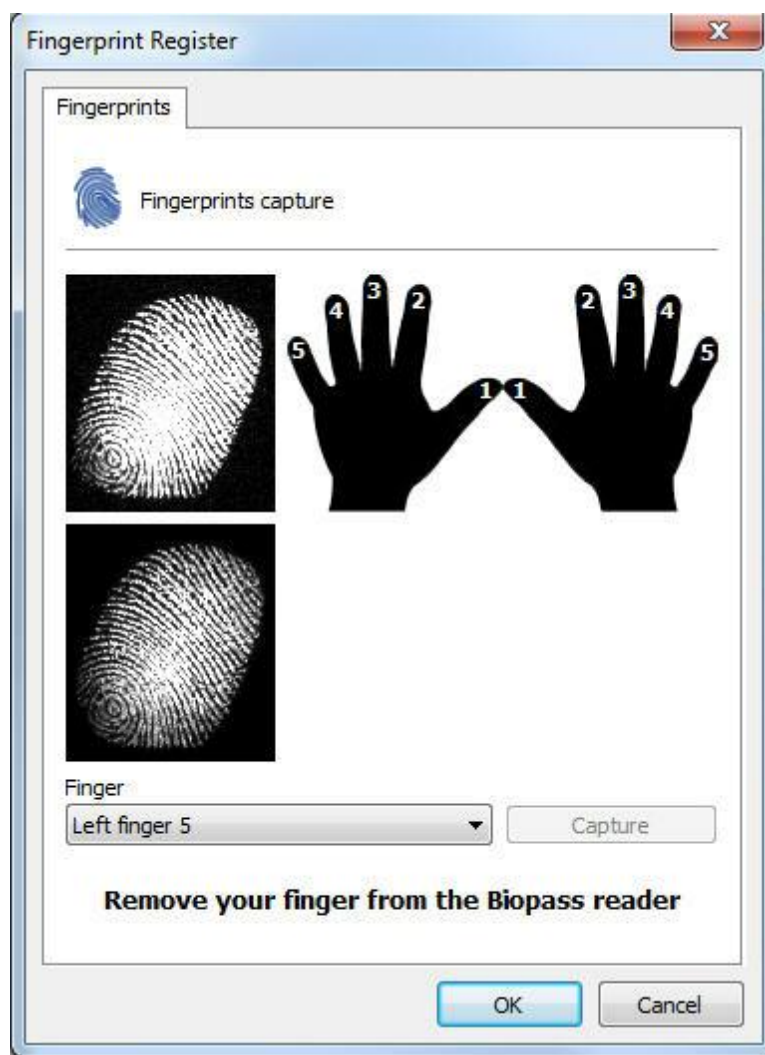 Fingerprint Register
Fingerprints
Fingerprints capture
5 4 3 2 1 1 2 3 4 5
Finger
Left finger 5
Capture
Remove your finger from the Biopass reader
OK
Cancel